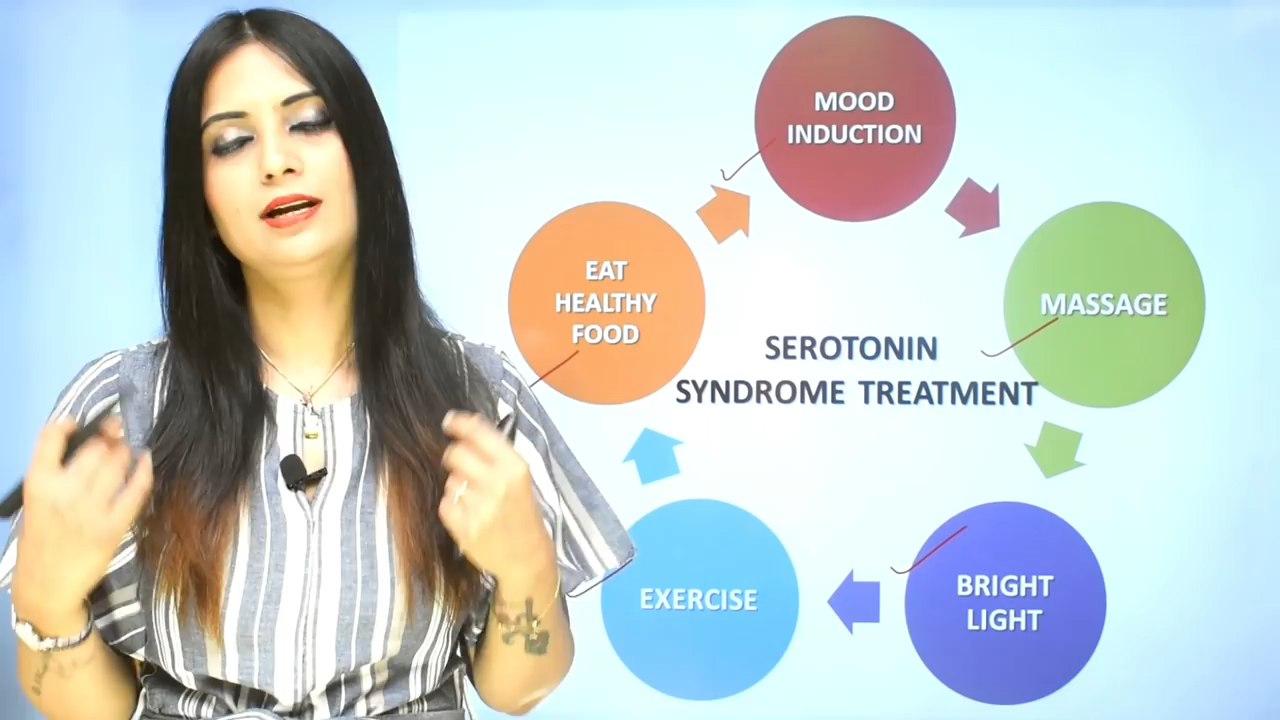 MOOD
INDUCTION
MASSAGE
BRIGHT
LIGHT
EXERCISE
EAT
HEALTHY
FOOD
SEROTONIN
SYNDROME TREATMENT